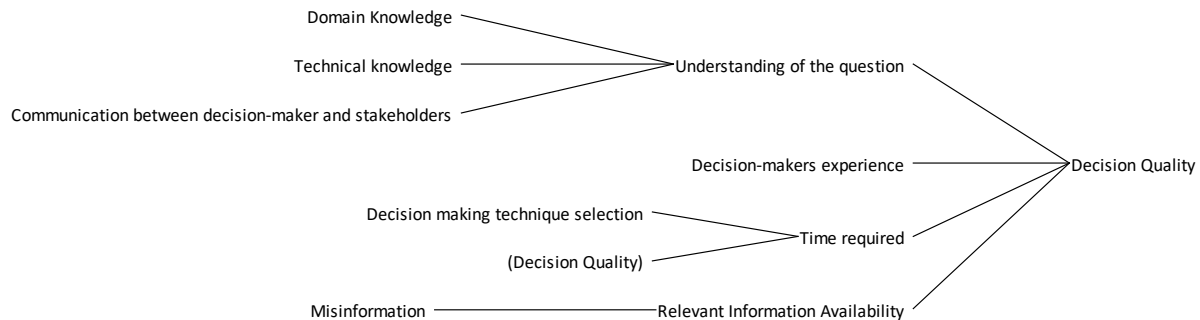 Domain Knowledge
Technical knowledge
Communication between decision-maker and stakeholders
Understanding of the question
Decision-makers experience
Decision Quality
Decision making technique selection
(Decision Quality)
Time required
Misinformation
Relevant Information Availability